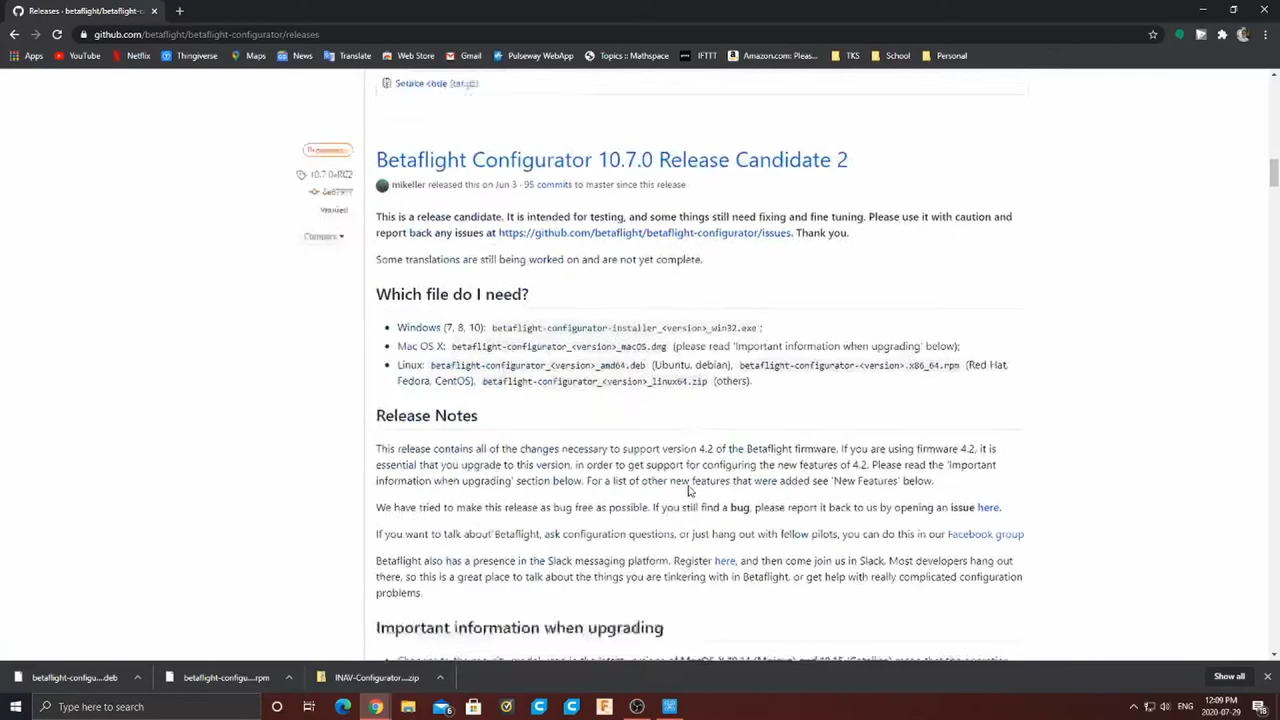 Releases · betaflight/betaflight-c
github.com/betaflight/betaflight-configurator/releases
Apps YouTube Netflix Thingiverse Maps News Translate Web Store Gmail Pulseway WebApp Topics :: Mathspace IFTTT Amazon.com: Pleas... TKS School Personal
Source code
Betaflight Configurator 10.7.0 Release Candidate 2
10.7.0-RC2
mikeller released this on Jun 3 · 95 commits to master since this release
Verified
This is a release candidate. It is intended for testing, and some things still need fixing and fine tuning. Please use it with caution and
Compare
report back any issues at https://github.com/betaflight/betaflight-configurator/issues. Thank you.
Some translations are still being worked on and are not yet complete.
Which file do I need?
• Windows (7, 8, 10): betaflight-configurator-installer_<version>_win32.exe ;
• Mac OS X: betaflight-configurator_<version>_macOS.dmg (please read 'Important information when upgrading' below);
• Linux: betaflight-configurator_<version>_amd64.deb (Ubuntu, debian), betaflight-configurator-<version>.x86_64.rpm (Red Hat,
Fedora, CentOS), betaflight-configurator_<version>_linux64.zip (others).
Release Notes
This release contains all of the changes necessary to support version 4.2 of the Betaflight firmware. If you are using firmware 4.2, it is
essential that you upgrade to this version, in order to get support for configuring the new features of 4.2. Please read the 'Important
information when upgrading' section below. For a list of other new features that were added see 'New Features' below.
We have tried to make this release as bug free as possible. If you still find a bug, please report it back to us by opening an issue here.
If you want to talk about Betaflight, ask configuration questions, or just hang out with fellow pilots, you can do this in our Facebook group
Betaflight also has a presence in the Slack messaging platform. Register here, and then come join us in Slack. Most developers hang out
there, so this is a great place to talk about the things you are tinkering with in Betaflight, or get help with really complicated configuration
problems.
Important information when upgrading
betaflight-configu....deb betaflight-configu....rpm INAV-Configurator....zip Show all
Type here to search
ENG
12:09 PM
2020-07-29